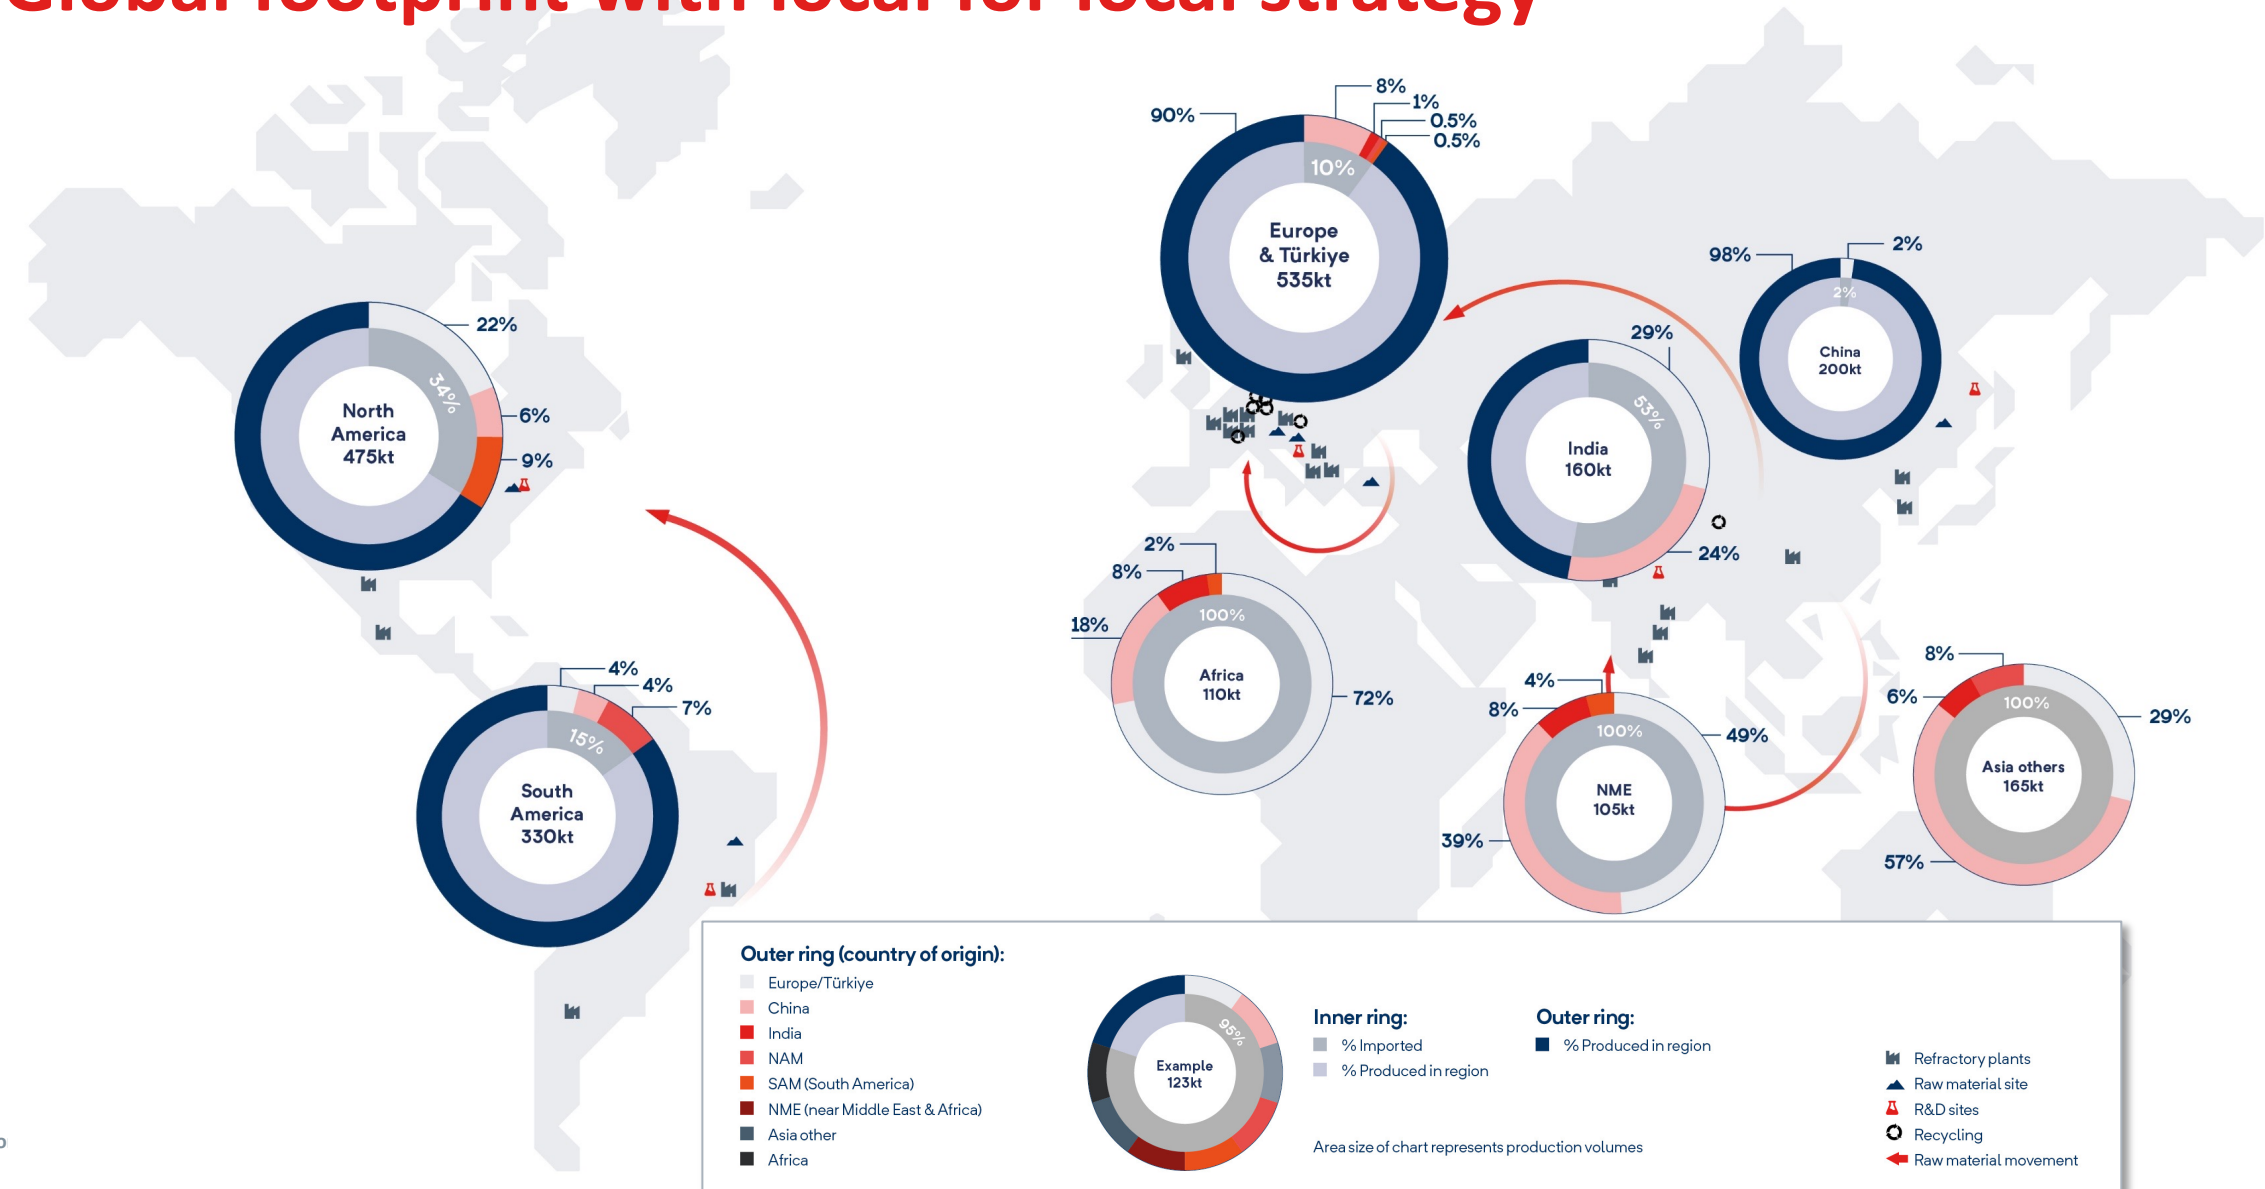 Global footprint with local for local strategy
90%
8%
1%
0.5%
0.5%
10%
Europe
& Türkiye
535kt
98%
2%
2%
China
200kt
22%
34%
6%
9%
North
America
475kt
29%
53%
24%
India
160kt
2%
8%
18%
100%
72%
Africa
110kt
4%
4%
7%
15%
South
America
330kt
4%
8%
100%
49%
39%
NME
105kt
8%
6%
100%
29%
57%
Asia others
165kt
Outer ring (country of origin):
Europe/Türkiye
China
India
NAM
SAM (South America)
NME (near Middle East & Africa)
Asia other
Africa
95%
Example
123kt
Inner ring:
% Imported
% Produced in region
Outer ring:
% Produced in region
Area size of chart represents production volumes
Refractory plants
Raw material site
R&D sites
Recycling
Raw material movement